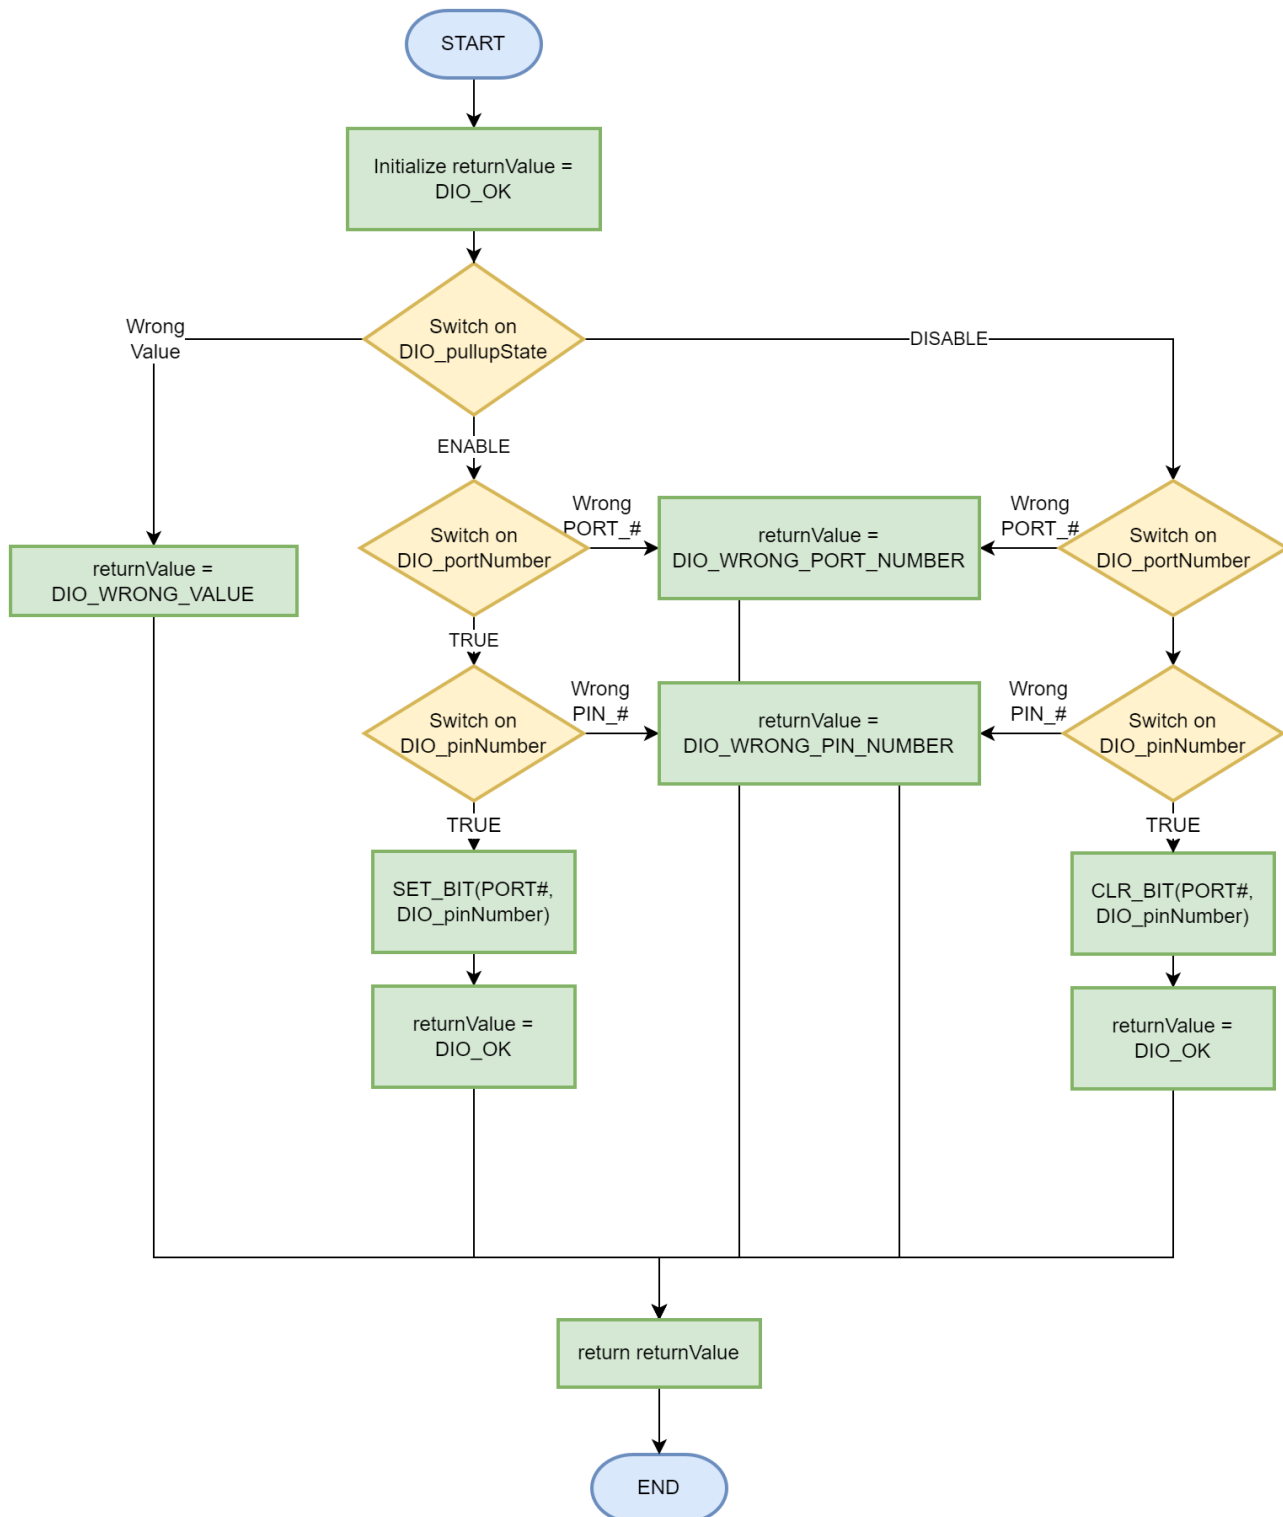 START
Initialize returnValue =
DIO_OK
Switch on
DIO_pullupState
Wrong
Value
DISABLE
ENABLE
Switch on
DIO_portNumber
Wrong
PORT_#
returnValue =
DIO_WRONG_PORT_NUMBER
Wrong
PORT_#
Switch on
DIO_portNumber
returnValue =
DIO_WRONG_VALUE
TRUE
Switch on
DIO_pinNumber
Wrong
PIN_#
returnValue =
DIO_WRONG_PIN_NUMBER
Wrong
PIN_#
Switch on
DIO_pinNumber
TRUE
TRUE
SET_BIT(PORT#,
DIO_pinNumber)
CLR_BIT(PORT#,
DIO_pinNumber)
returnValue =
DIO_OK
returnValue =
DIO_OK
return returnValue
END